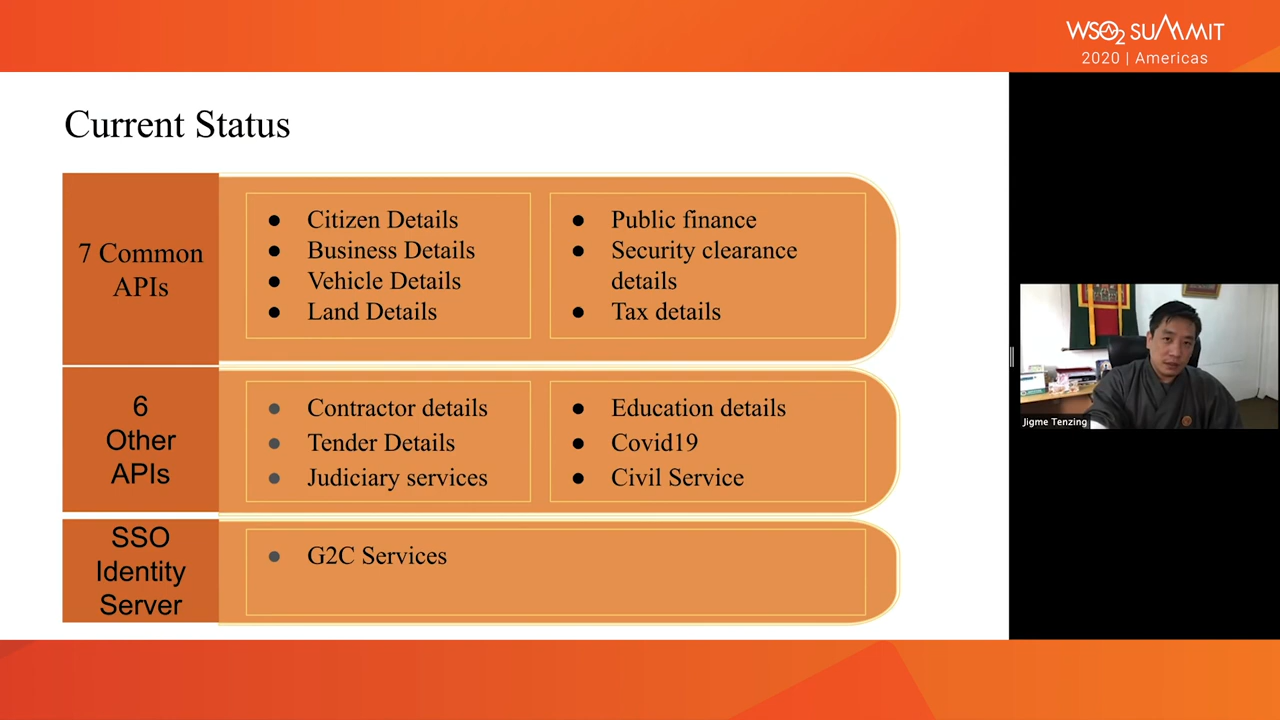 WSO2 SUMMIT
2020 | Americas
Current Status
7 Common
APIs
● Citizen Details
● Business Details
● Vehicle Details
● Land Details
● Public finance
● Security clearance
details
● Tax details
6
Other
APIs
● Contractor details
● Tender Details
● Judiciary services
● Education details
● Covid19
● Civil Service
SSO
Identity
Server
● G2C Services
Jigme Tenzing